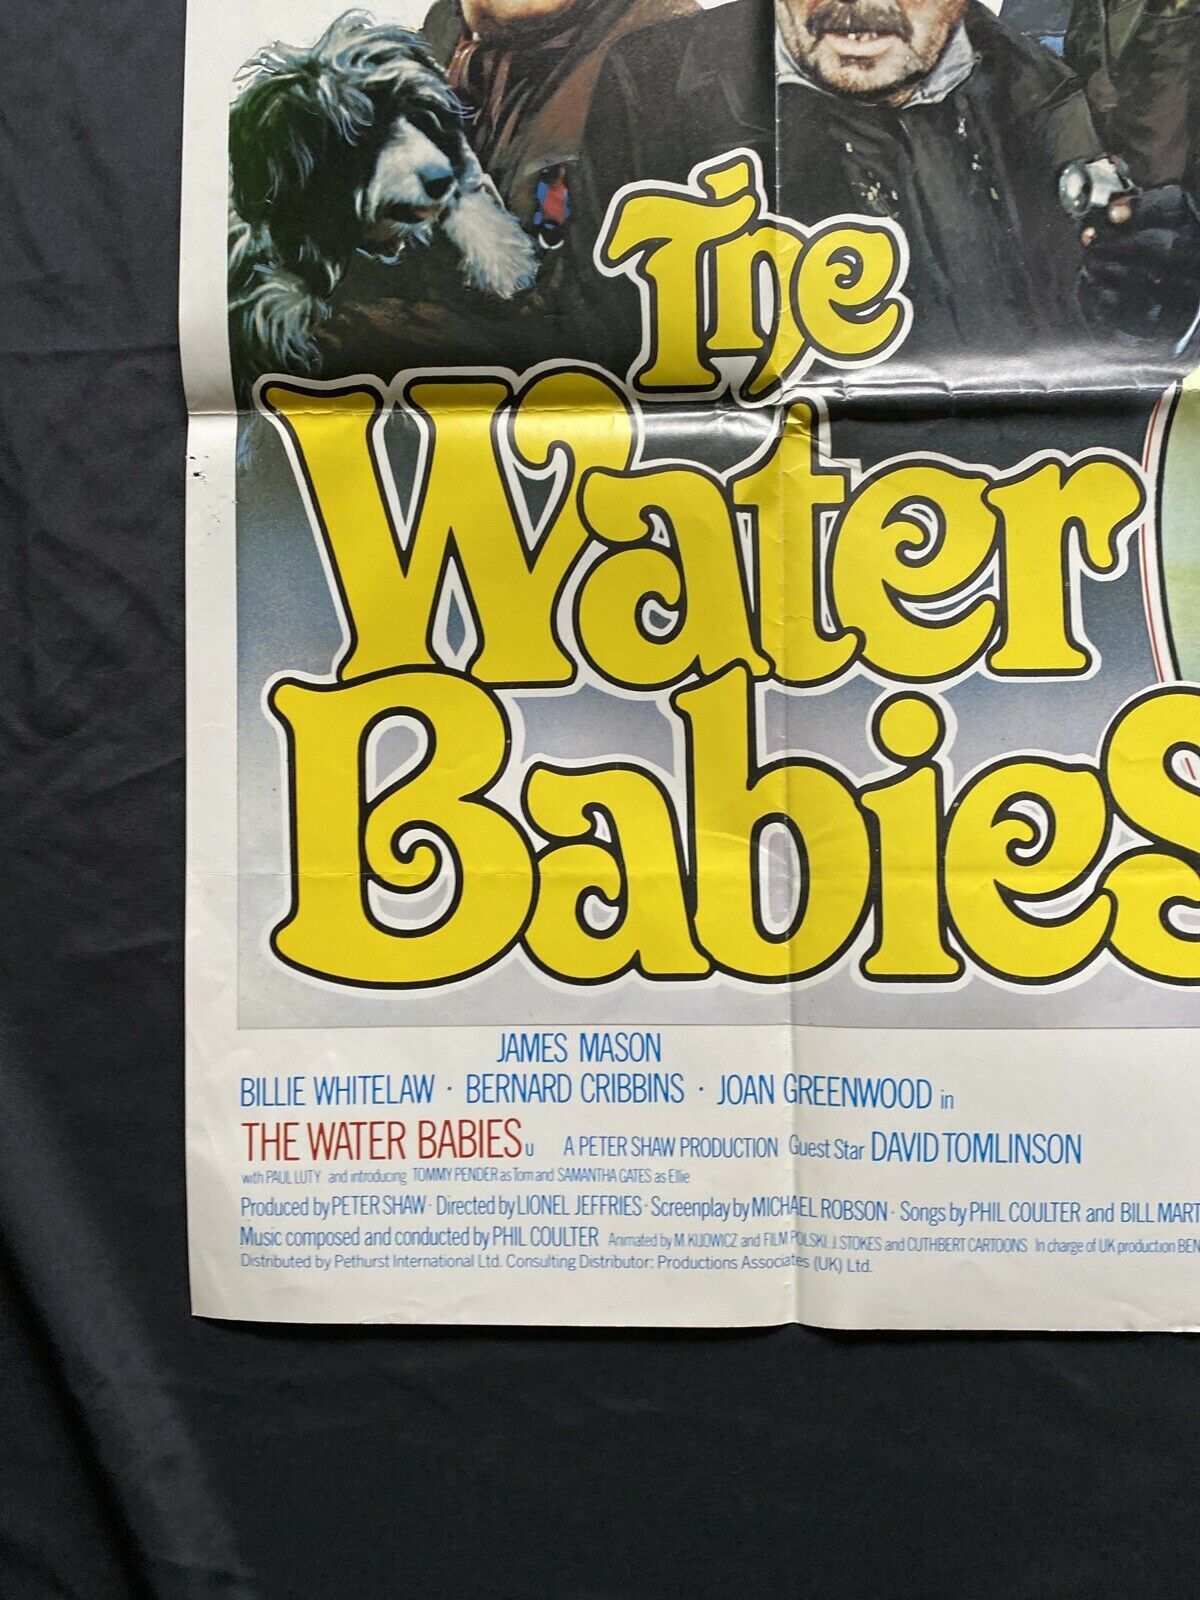 The
Water
Babies
JAMES MASON
BILLIE WHITELAW · BERNARD CRIBBINS · JOAN GREENWOOD in
THE WATER BABIES U A PETER SHAW PRODUCTION Guest Star DAVID TOMLINSON
with PAUL LUTY and introducing TOMMY PENDER as Tom and SAMANTHA GATES as Ellie
Produced by PETER SHAW · Directed by LIONEL JEFFRIES · Screenplay by MICHAEL ROBSON · Songs by PHIL COULTER and BILL MART
Music composed and conducted by PHIL COULTER Animated by M. KIJOWICZ and FILM POLSKI, J. STOKES and CUTHBERT CARTOONS In charge of UK production BEN
Distributed by Pethurst International Ltd. Consulting Distributor: Productions Associates (UK) Ltd.